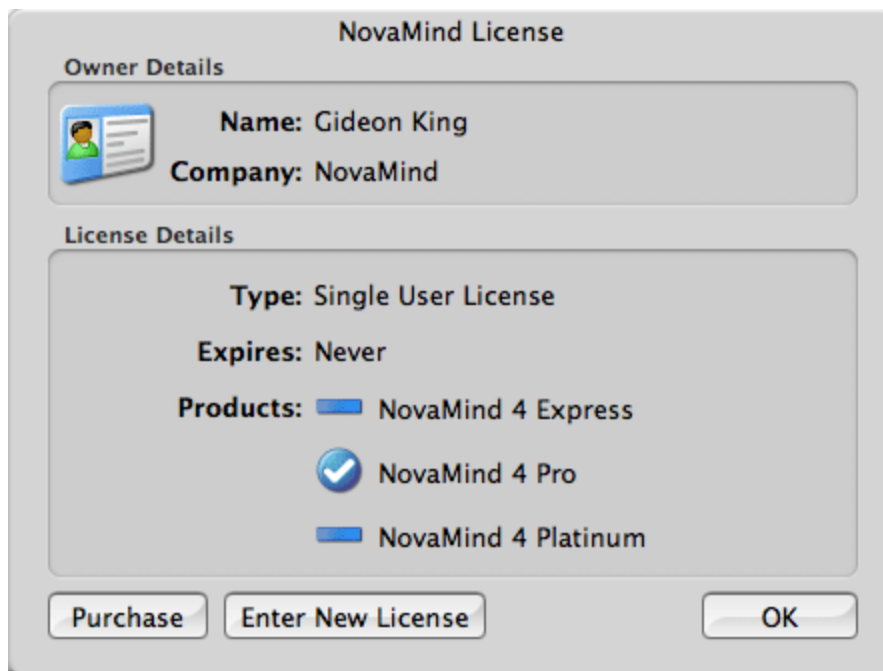 NovaMind License
Owner Details
Name: Gideon King
Company: NovaMind
License Details
Type: Single User License
Expires: Never
Products: NovaMind 4 Express
NovaMind 4 Pro
NovaMind 4 Platinum
Purchase Enter New License OK